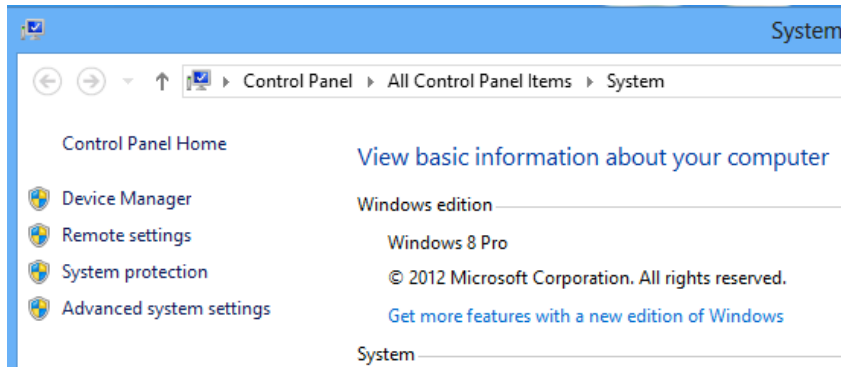 System
Control Panel ▸ All Control Panel Items ▸ System
Control Panel Home
Device Manager
Remote settings
System protection
Advanced system settings
View basic information about your computer
Windows edition
Windows 8 Pro
© 2012 Microsoft Corporation. All rights reserved.
Get more features with a new edition of Windows
System